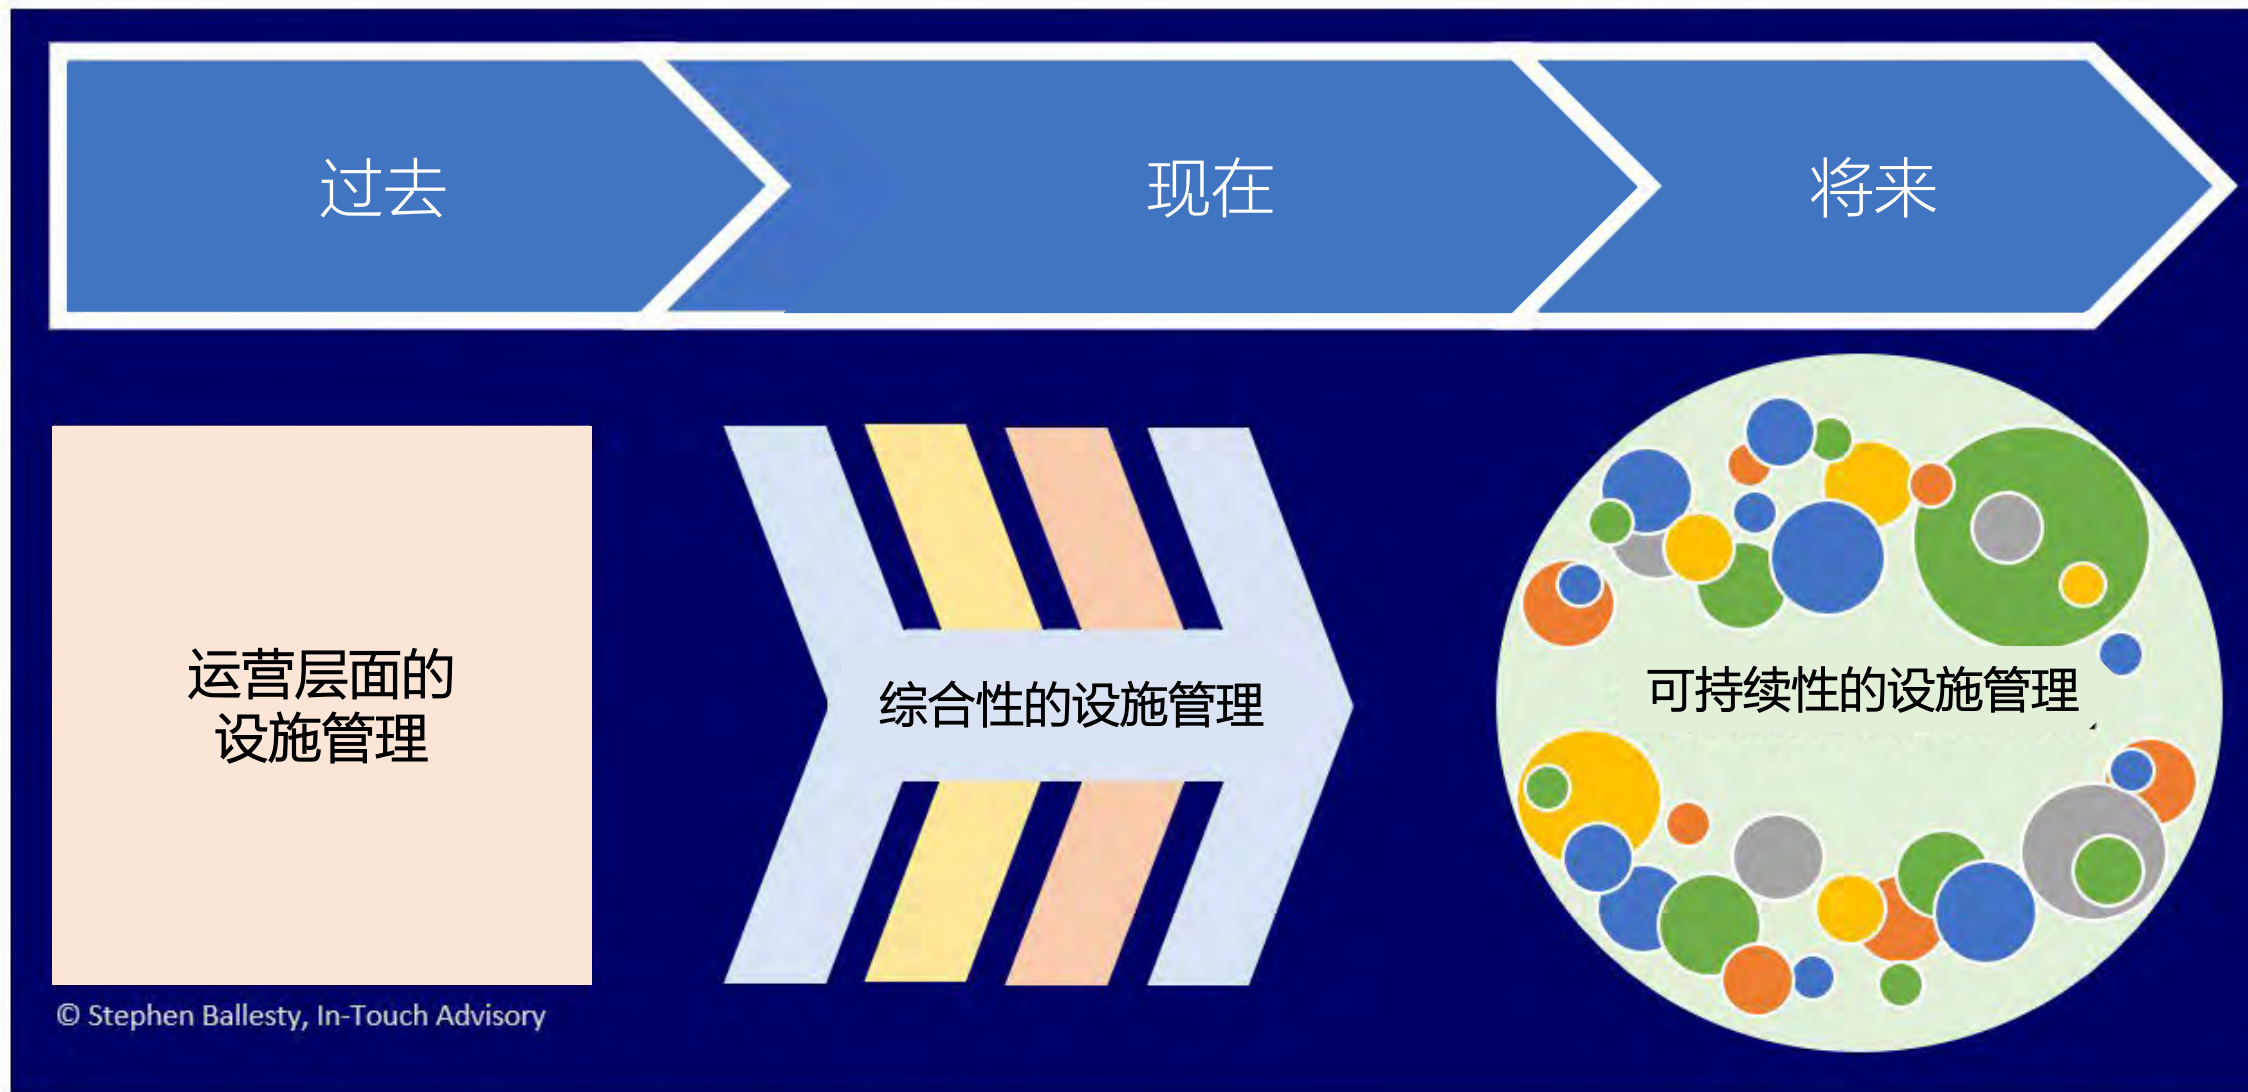 过去
现在
将来
运营层面的
设施管理
综合性的设施管理
可持续性的设施管理
© Stephen Ballesty, In-Touch Advisory